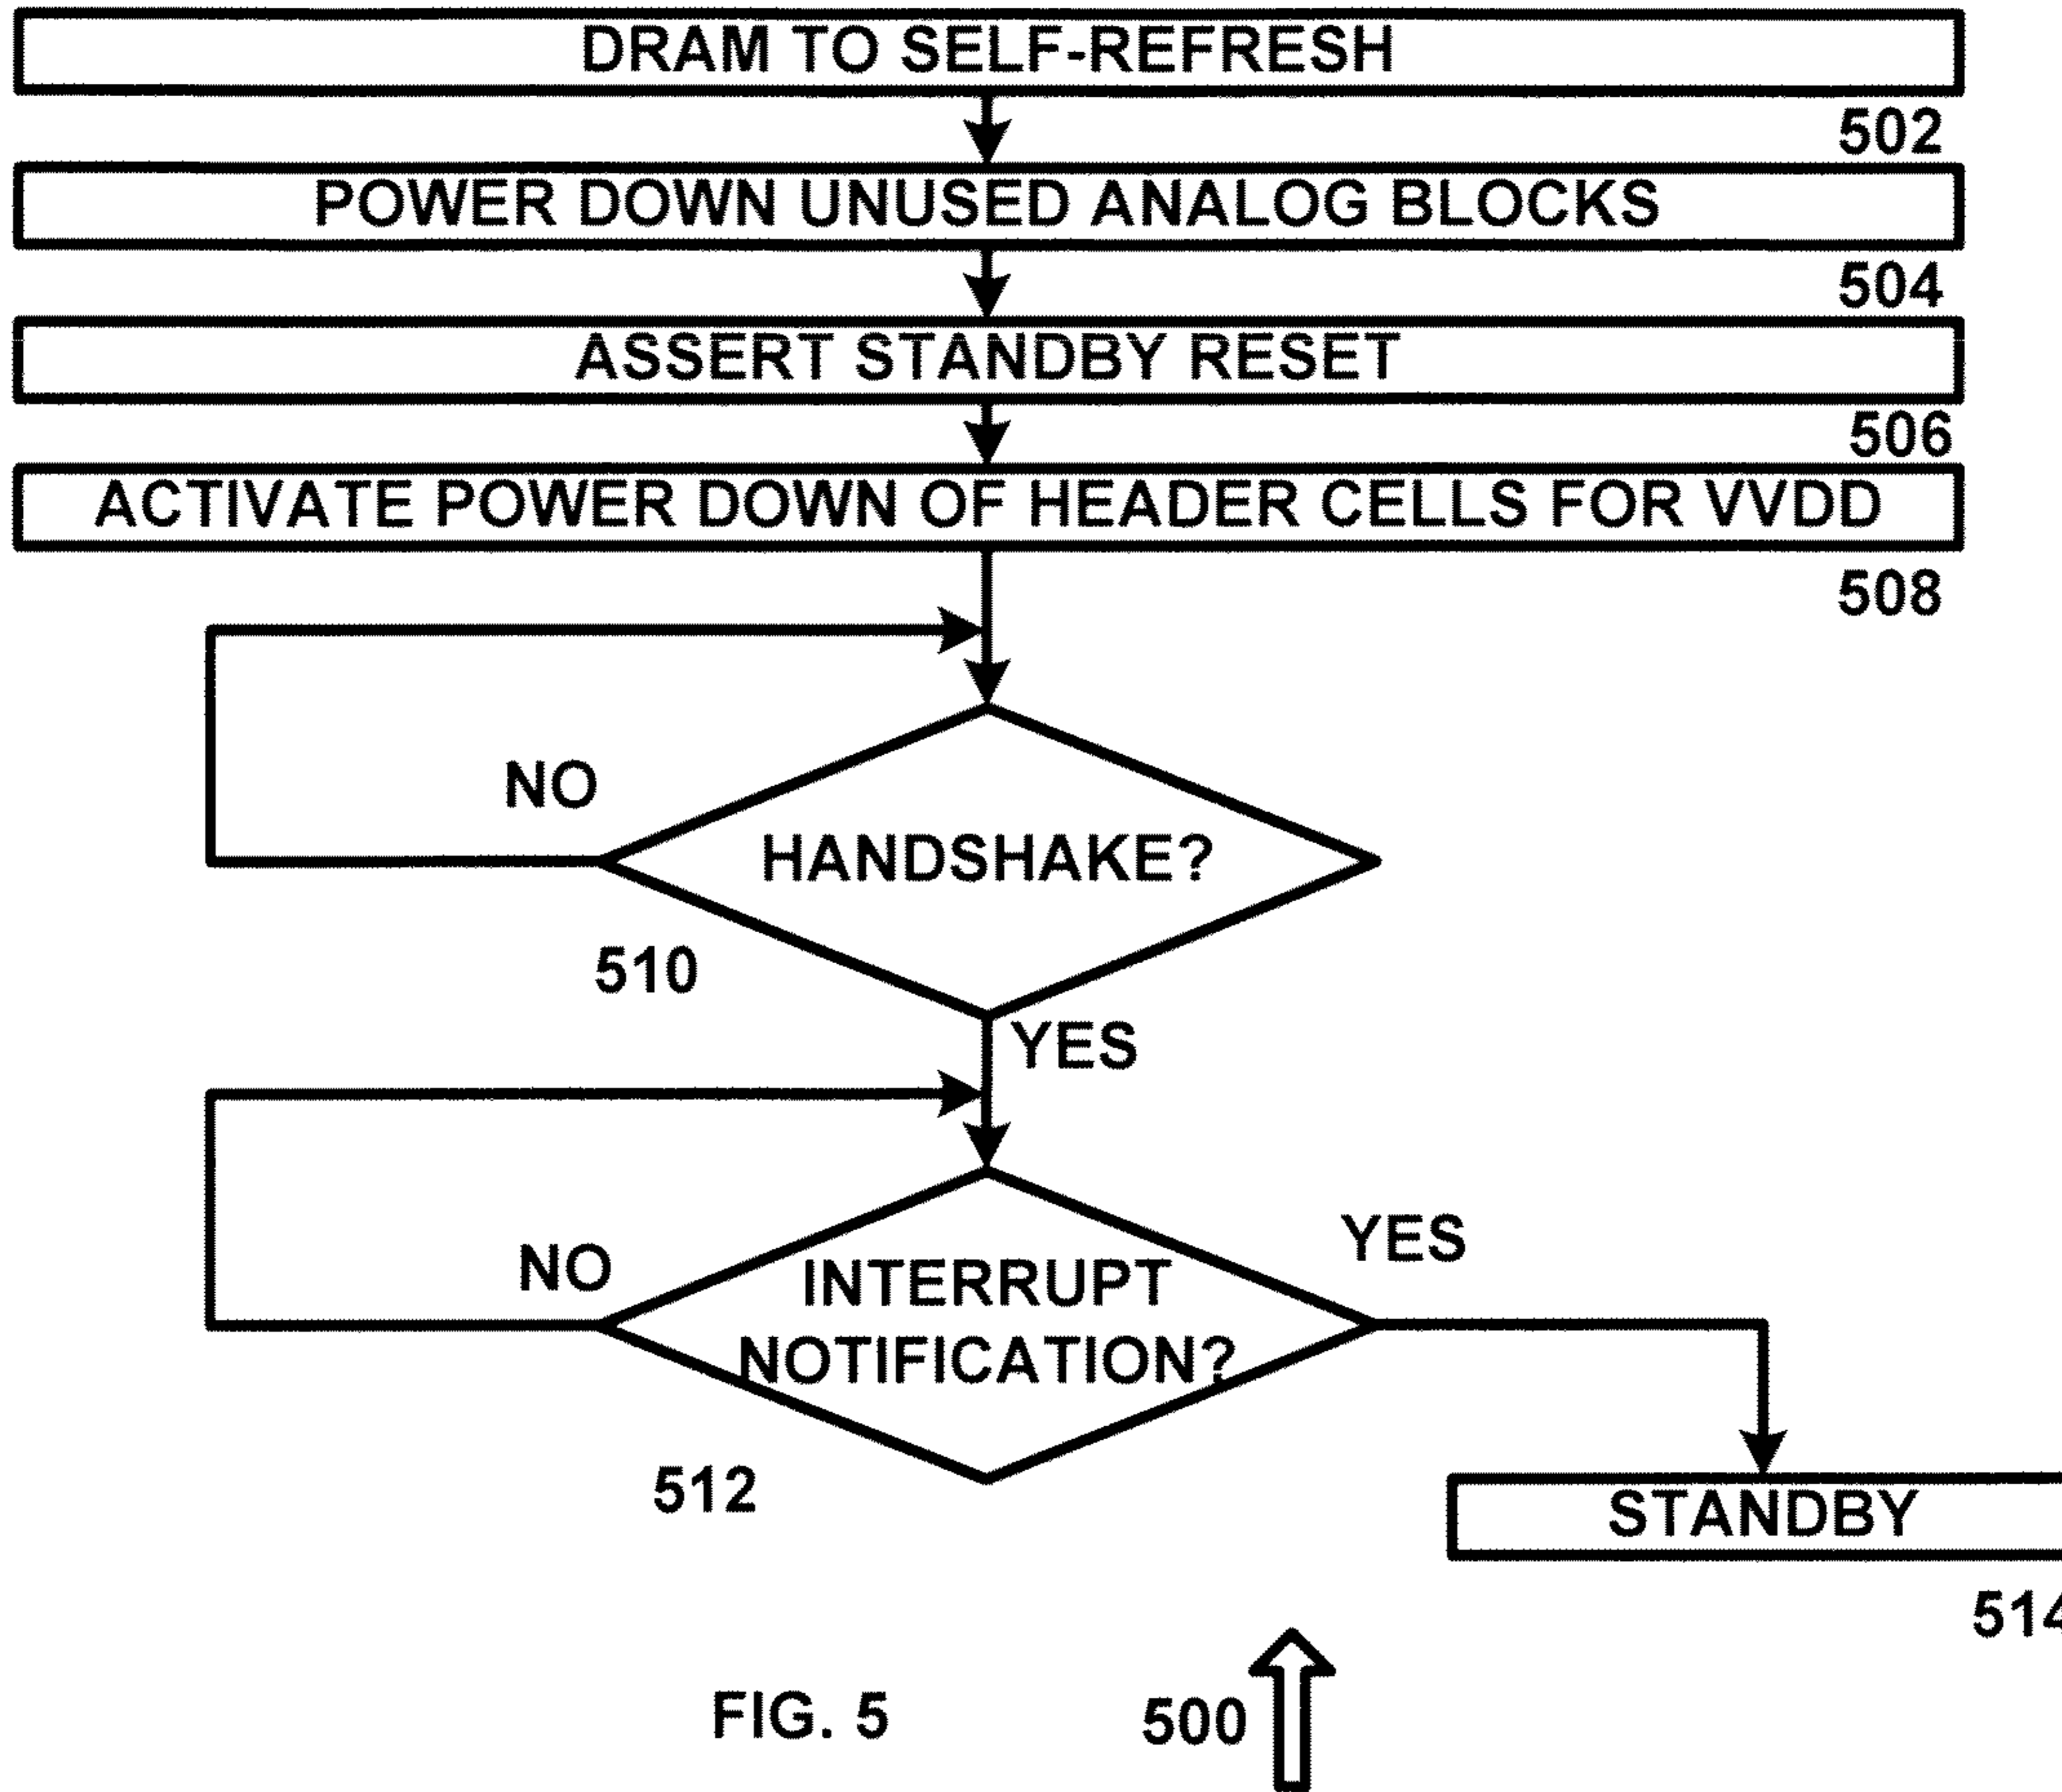 DRAM TO SELF-REFRESH
502
POWER DOWN UNUSED ANALOG BLOCKS
504
ASSERT STANDBY RESET
506
ACTIVATE POWER DOWN OF HEADER CELLS FOR VVDD
508
NO
HANDSHAKE?
510
YES
NO
INTERRUPT
NOTIFICATION?
YES
512
STANDBY
514
FIG. 5
500